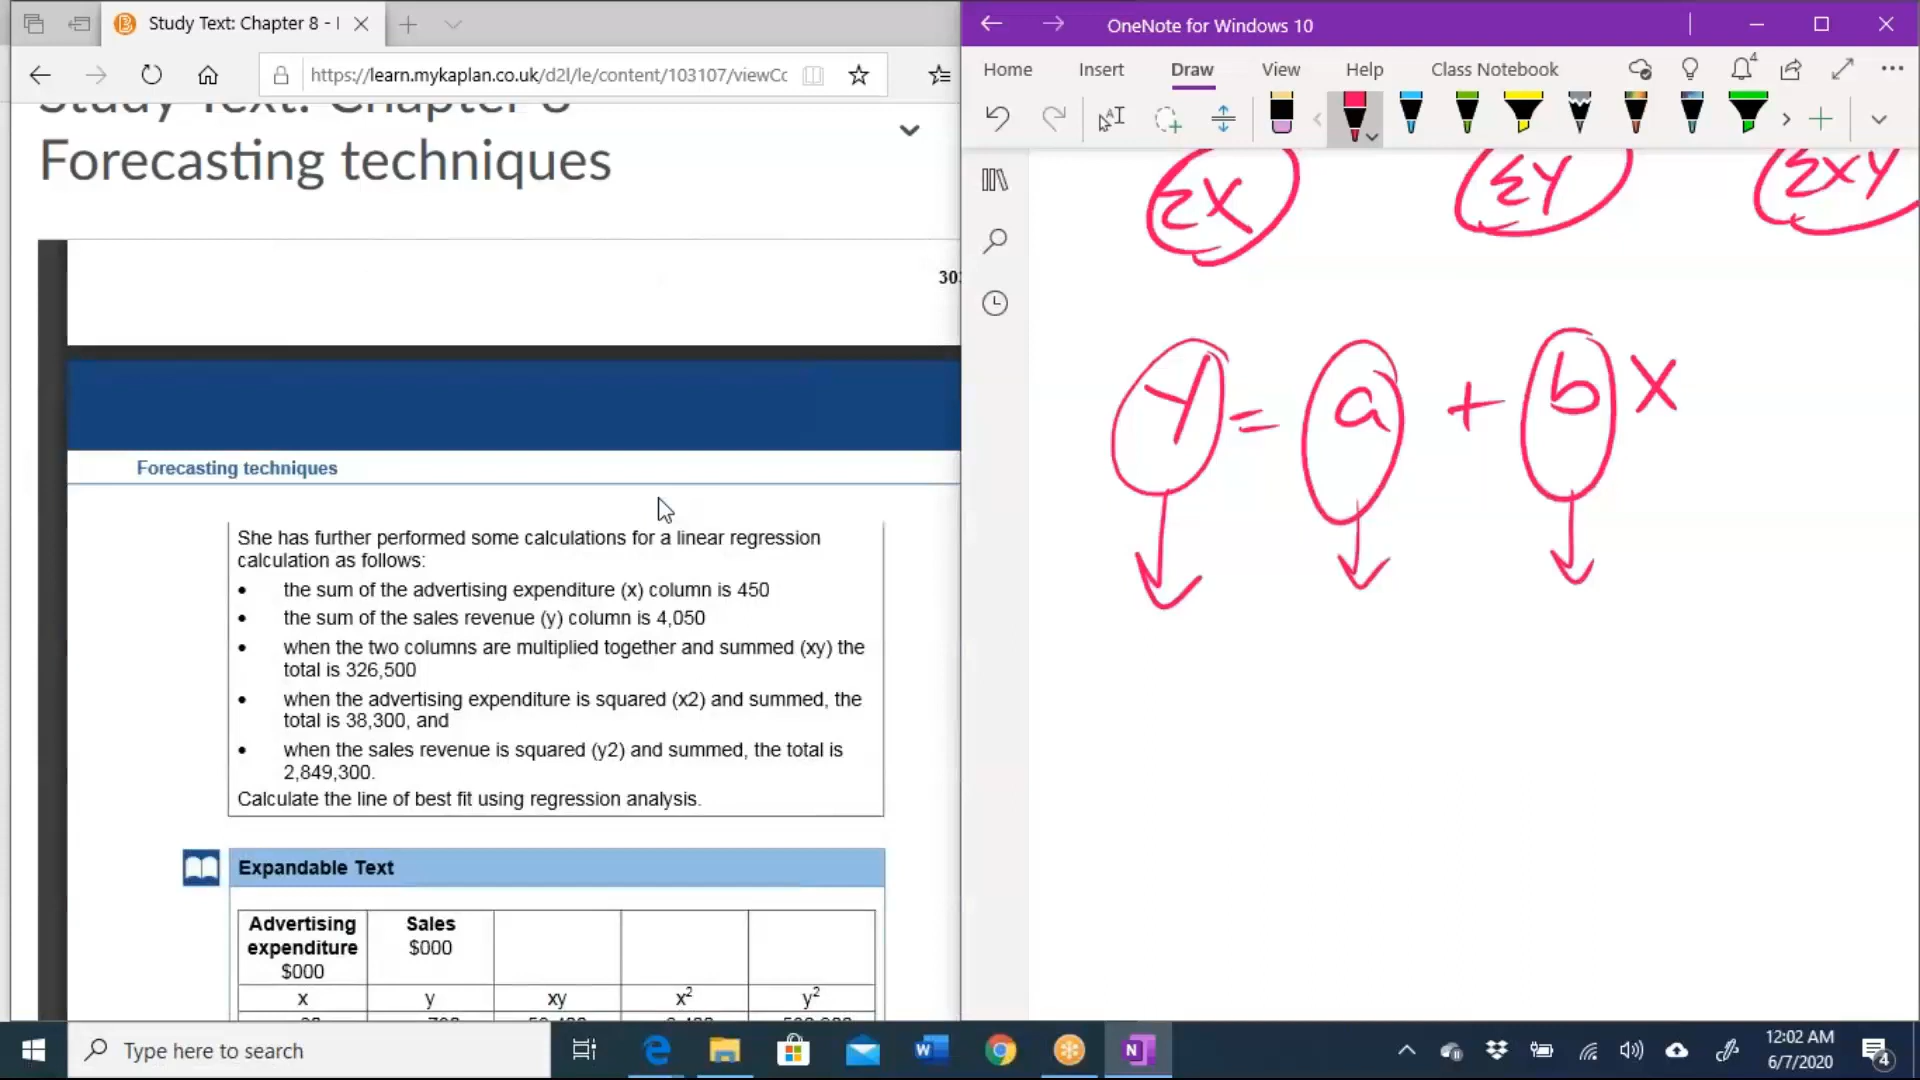 Study Text: Chapter 8 - I
https://learn.mykaplan.co.uk/d2l/le/content/103107/viewCc
Study Text: Chapter 8
Forecasting techniques
Forecasting techniques
She has further performed some calculations for a linear regression
calculation as follows:
• the sum of the advertising expenditure (x) column is 450
• the sum of the sales revenue (y) column is 4,050
• when the two columns are multiplied together and summed (xy) the
total is 326,500
• when the advertising expenditure is squared (x2) and summed, the
total is 38,300, and
• when the sales revenue is squared (y2) and summed, the total is
2,849,300.
Calculate the line of best fit using regression analysis.
Expandable Text
Advertising expenditure $000
Sales $000
x y xy x² y²
OneNote for Windows 10
Home Insert Draw View Help Class Notebook
4
ΣX ΣY ΣXY
Y = a + b X
Type here to search
12:02 AM
6/7/2020
4